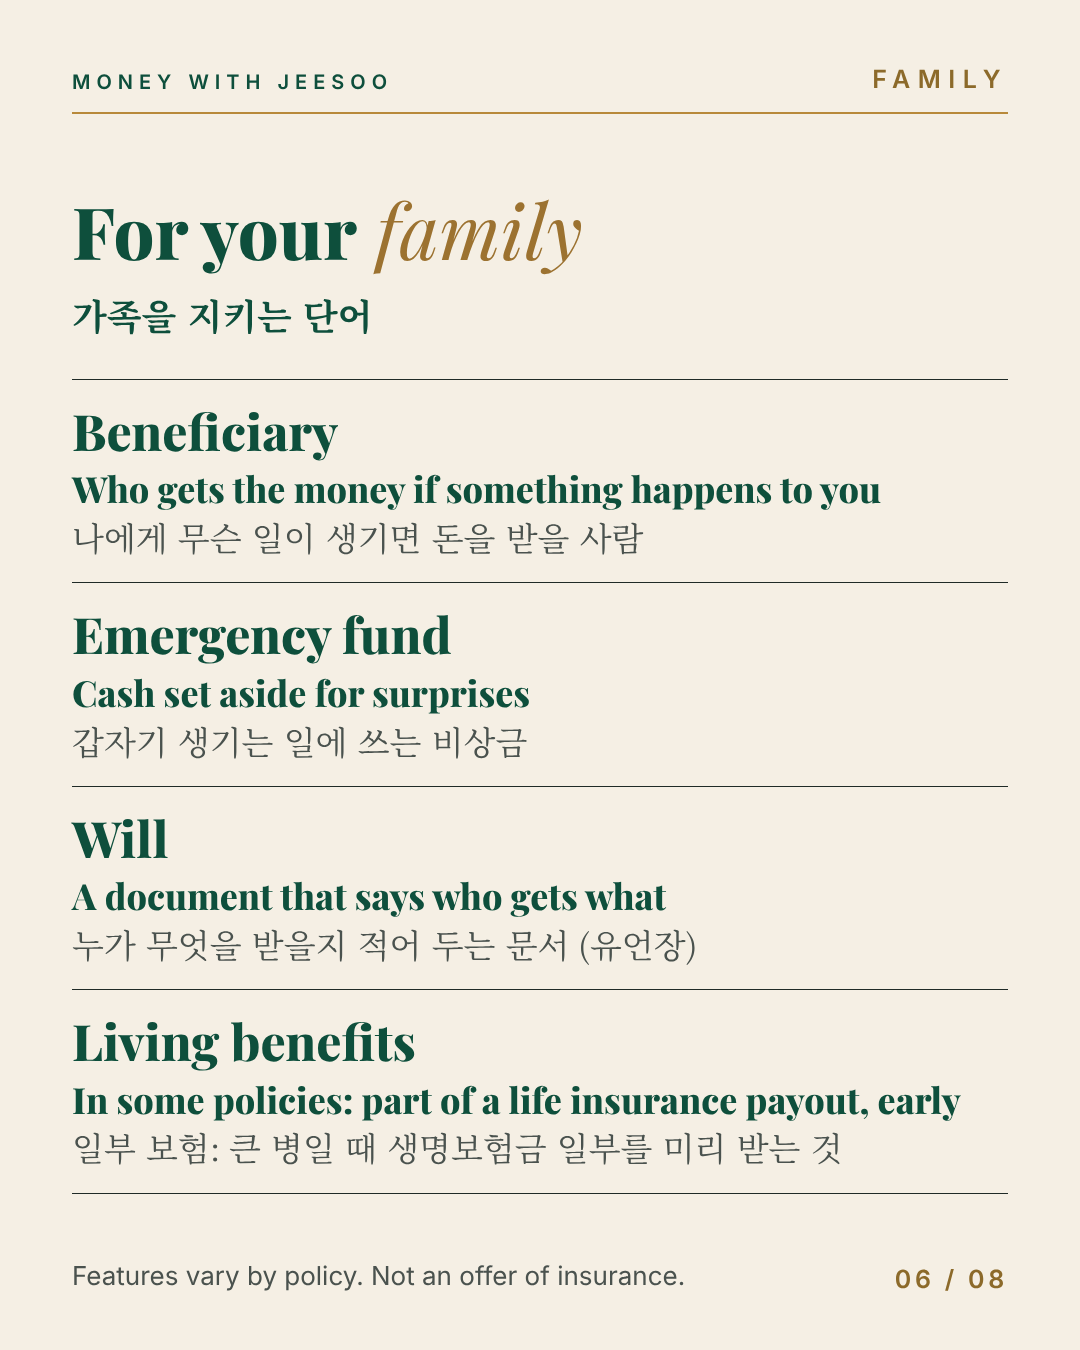 MONEY WITH JEESOO
FAMILY
For your family
가족을 지키는 단어
Beneficiary
Who gets the money if something happens to you
나에게 무슨 일이 생기면 돈을 받을 사람
Emergency fund
Cash set aside for surprises
갑자기 생기는 일에 쓰는 비상금
Will
A document that says who gets what
누가 무엇을 받을지 적어 두는 문서 (유언장)
Living benefits
In some policies: part of a life insurance payout, early
일부 보험: 큰 병일 때 생명보험금 일부를 미리 받는 것
Features vary by policy. Not an offer of insurance.
06 / 08